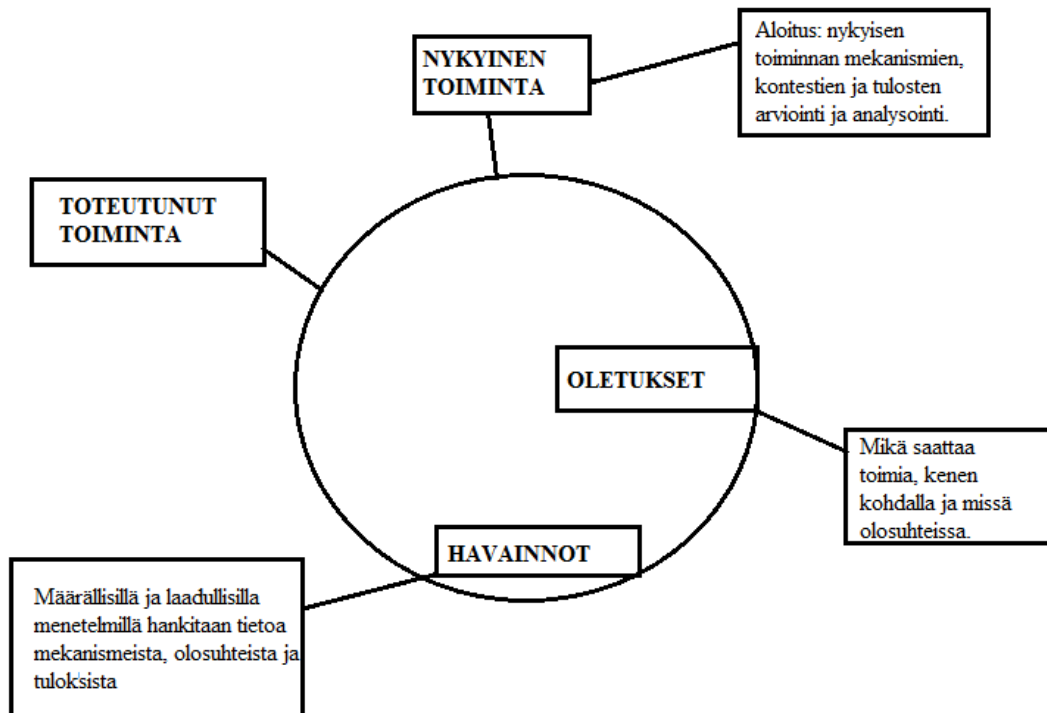 NYKYINEN
TOIMINTA
Aloitus: nykyisen
toiminnan mekanismien,
kontestien ja tulosten
arviointi ja analysointi.
TOTEUTUNUT
TOIMINTA
OLETUKSET
Mikä saattaa
toimia, kenen
kohdalla ja missä
olosuhteissa.
HAVAINNOT
Määrällisillä ja laadullisilla
menetelmillä hankitaan tietoa
mekanismeista, olosuhteista ja
tuloksista